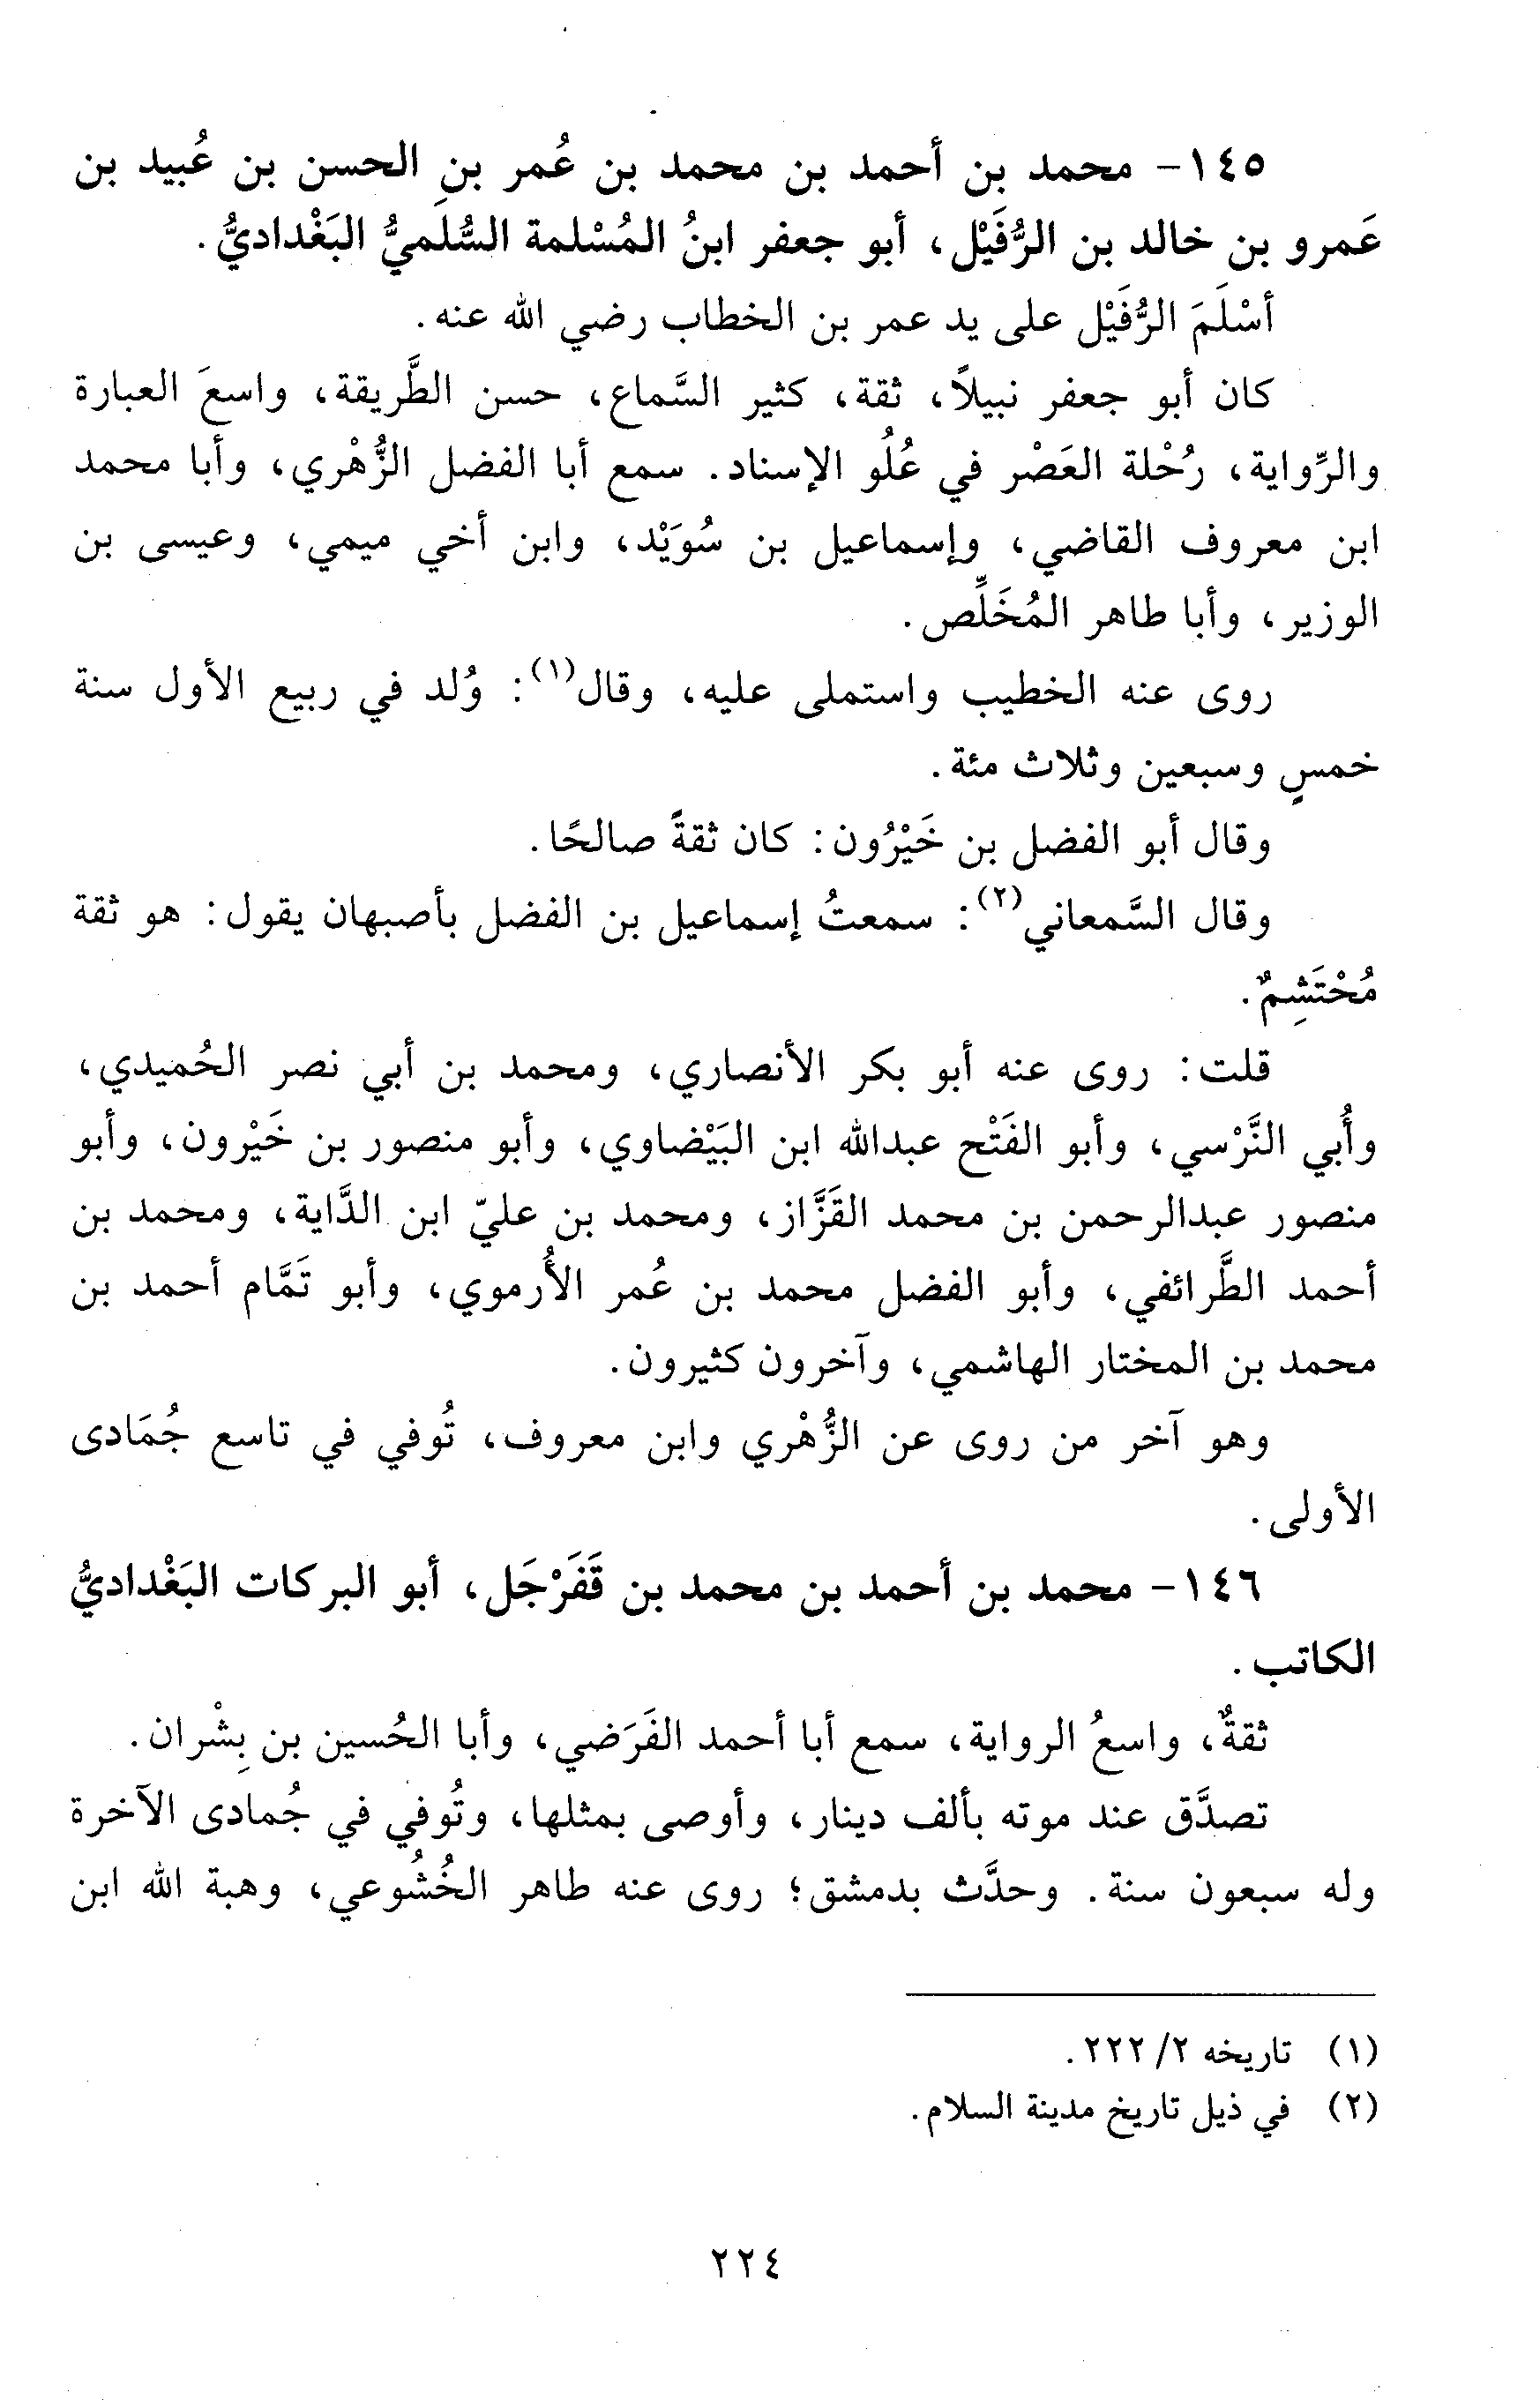 ١٤٥- محمد بن أحمد بن محمد بن عُمر بن الحسن بن عُبيد بن
عَمرو بن خالد بن الرُّفَيْل، أبو جعفر ابنُ المُسْلمة السُّلَميُّ البَغْداديُّ.
أسْلَمَ الرُّفَيْل على يد عمر بن الخطاب رضي الله عنه.
كان أبو جعفر نبيلاً، ثقة، كثير السَّماع، حسن الطَّريقة، واسعَ العبارة
والرِّواية، رُحْلة العَصْر في عُلُو الإسناد. سمع أبا الفضل الزُّهْري، وأبا محمد
ابن معروف القاضي، وإسماعيل بن سُوَيْد، وابن أخي ميمي، وعيسى بن
الوزير، وأبا طاهر المُخَلِّص.
روى عنه الخطيب واستملى عليه، وقال(١): وُلد في ربيع الأول سنة
خمسٍ وسبعين وثلاث مئة.
وقال أبو الفضل بن خَيْرُون: كان ثقةً صالحًا.
وقال السَّمعاني(٢): سمعتُ إسماعيل بن الفضل بأصبهان يقول: هو ثقة
مُحْتَشِمٌ.
قلت: روى عنه أبو بكر الأنصاري، ومحمد بن أبي نصر الحُميدي،
وأُبي النَّرْسي، وأبو الفَتْح عبدالله ابن البَيْضاوي، وأبو منصور بن خَيْرون، وأبو
منصور عبدالرحمن بن محمد القَزَّاز، ومحمد بن عليّ ابن الدَّاية، ومحمد بن
أحمد الطَّرائفي، وأبو الفضل محمد بن عُمر الأُرموي، وأبو تَمَّام أحمد بن
محمد بن المختار الهاشمي، وآخرون كثيرون.
وهو آخر من روى عن الزُّهْري وابن معروف، تُوفي في تاسع جُمَادى
الأولى.
١٤٦- محمد بن أحمد بن محمد بن قَفَرْجَل، أبو البركات البَغْداديُّ
الكاتب.
ثقةٌ، واسعُ الرواية، سمع أبا أحمد الفَرَضي، وأبا الحُسين بن بِشْران.
تصدَّق عند موته بألف دينار، وأوصى بمثلها، وتُوفي في جُمادى الآخرة
وله سبعون سنة. وحدَّث بدمشق؛ روى عنه طاهر الخُشُوعي، وهبة الله ابن
(١) تاريخه ٢/ ٢٢٢.
(٢) في ذيل تاريخ مدينة السلام.
٢٢٤